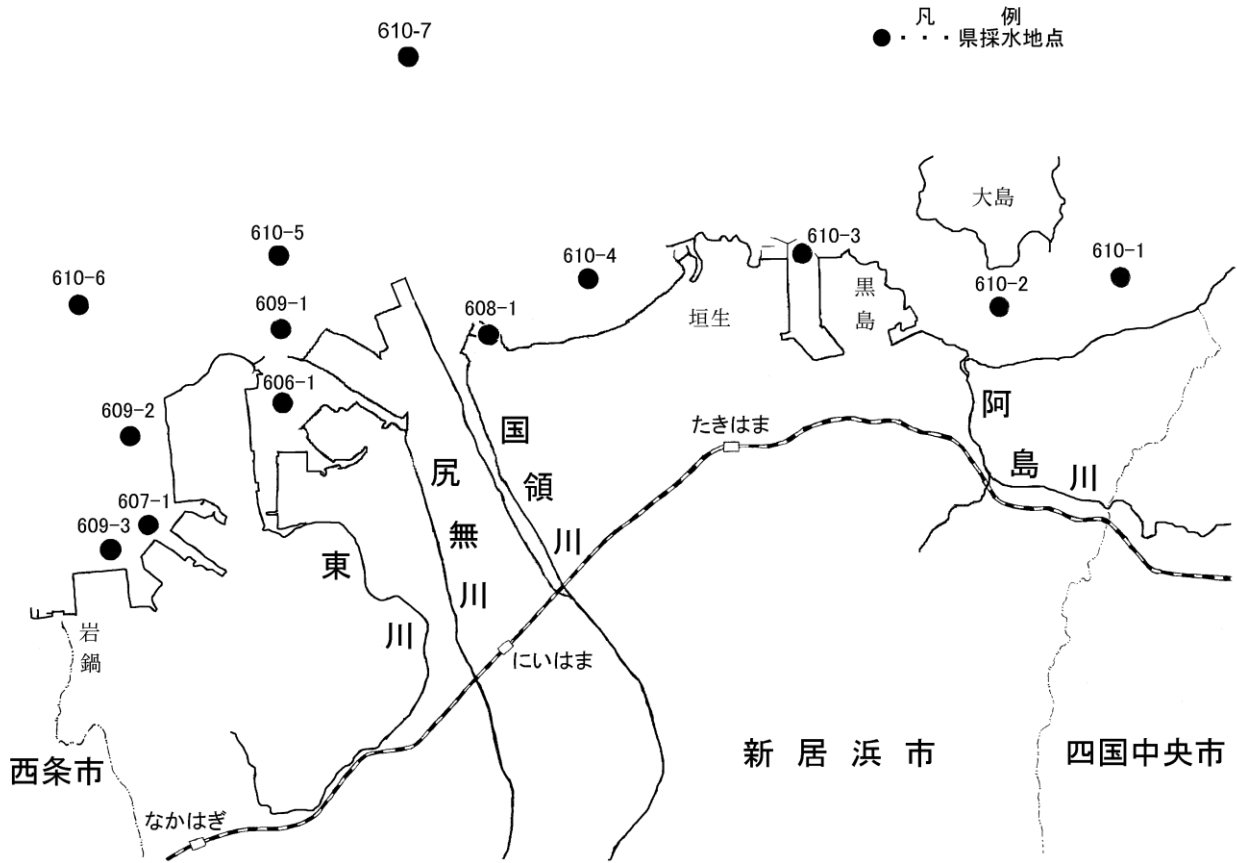 凡 例
●・・・県採水地点
610-7
大島
610-5
610-4
610-3
610-1
610-6
609-1
608-1
垣生
黒島
610-2
606-1
609-2
たきはま
阿島川
国領川
尻無川
607-1
609-3
東川
岩鍋
にいはま
西条市
新居浜市
四国中央市
なかはぎ